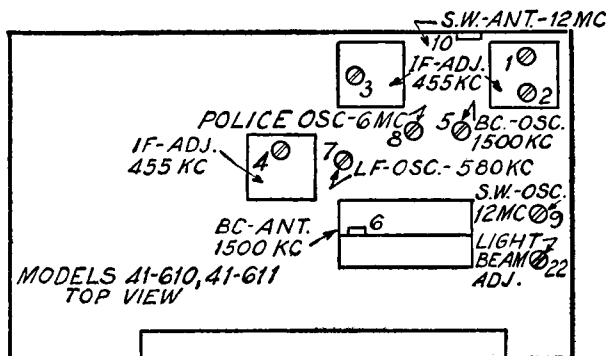 S.W.-ANT.-12MC
10
IF-ADJ.
455KC
1
2
3
POLICE OSC-6MC
8
5
BC.-OSC.
1500KC
IF-ADJ.
455 KC
4
7
LF-OSC.-580KC
S.W.-OSC.
12MC
9
BC-ANT.
1500 KC
6
LIGHT
BEAM
ADJ.
22
MODELS 41-610, 41-611
TOP VIEW